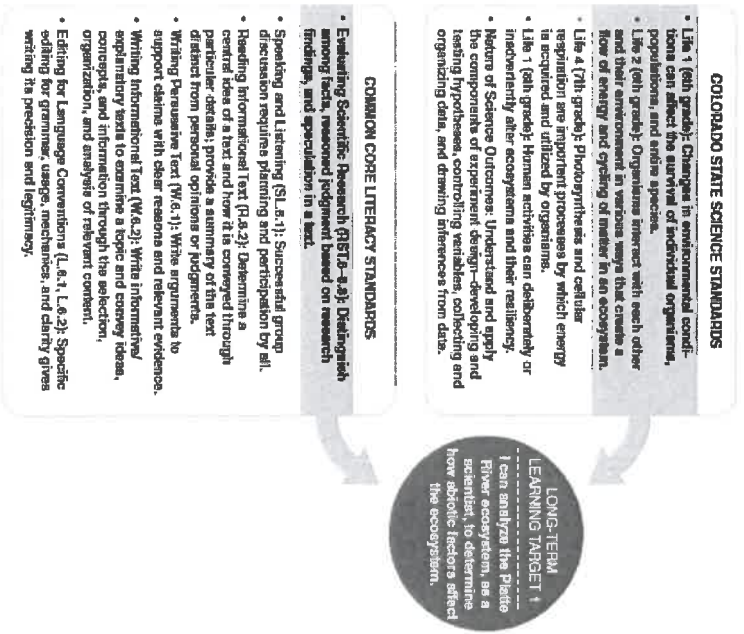 COLORADO STATE SCIENCE STANDARDS
• Life 1 (6th grade): Changes in environmental condi-
tions can affect the survival of individual organisms,
populations, and entire species.
• Life 2 (6th grade): Organisms interact with each other
and their environment in various ways that create a
flow of energy and cycling of matter in an ecosystem.
• Life 4 (7th grade): Photosynthesis and cellular
respiration are important processes by which energy
is acquired and utilized by organisms.
• Life 1 (8th grade): Human activities can deliberately or
inadvertently alter ecosystems and their resiliency.
• Nature of Science Outcomes: Understand and apply
the components of experiment design–developing and
testing hypotheses, controlling variables, collecting and
organizing data, and drawing inferences from data.
COMMON CORE LITERACY STANDARDS
• Evaluating Scientific Research (RST.6–8.8): Distinguish
among facts, reasoned judgment based on research
findings, and speculation in a text.
• Speaking and Listening (SL.6.1): Successful group
discussion requires planning and participation by all.
• Reading Informational Text (RI.6.2): Determine a
central idea of a text and how it is conveyed through
particular details; provide a summary of the text
distinct from personal opinions or judgments.
• Writing Persuasive Text (W.6.1): Write arguments to
support claims with clear reasons and relevant evidence.
• Writing Informational Text (W.6.2): Write informative/
explanatory texts to examine a topic and convey ideas,
concepts, and information through the selection,
organization, and analysis of relevant content.
• Editing for Language Conventions (L.6.1, L.6.2): Specific
editing for grammar, usage, mechanics, and clarity gives
writing its precision and legitimacy.
LONG-TERM
LEARNING TARGET 1
I can analyze the Platte
River ecosystem, as a
scientist, to determine
how abiotic factors affect
the ecosystem.